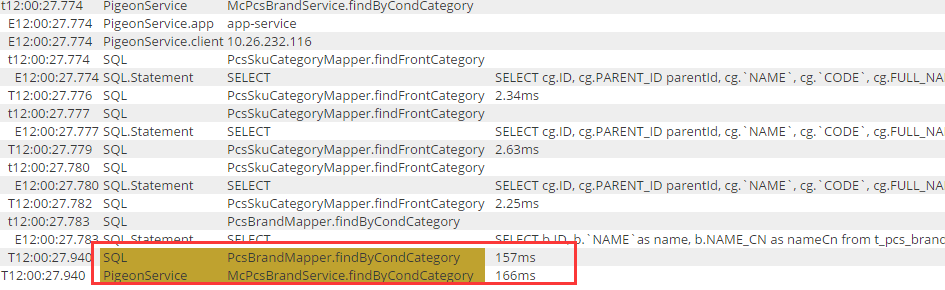 t12:00:27.774 PigeonService McPcsBrandService.findByCondCategory
E12:00:27.774 PigeonService.app app-service
E12:00:27.774 PigeonService.client 10.26.232.116
t12:00:27.774 SQL PcsSkuCategoryMapper.findFrontCategory
E12:00:27.774 SQL.Statement SELECT SELECT cg.ID, cg.PARENT_ID parentId, cg.`NAME`, cg.`CODE`, cg.FULL_NA
T12:00:27.776 SQL PcsSkuCategoryMapper.findFrontCategory 2.34ms
t12:00:27.777 SQL PcsSkuCategoryMapper.findFrontCategory
E12:00:27.777 SQL.Statement SELECT SELECT cg.ID, cg.PARENT_ID parentId, cg.`NAME`, cg.`CODE`, cg.FULL_NA
T12:00:27.779 SQL PcsSkuCategoryMapper.findFrontCategory 2.63ms
t12:00:27.780 SQL PcsSkuCategoryMapper.findFrontCategory
E12:00:27.780 SQL.Statement SELECT SELECT cg.ID, cg.PARENT_ID parentId, cg.`NAME`, cg.`CODE`, cg.FULL_NA
T12:00:27.782 SQL PcsSkuCategoryMapper.findFrontCategory 2.25ms
t12:00:27.783 SQL PcsBrandMapper.findByCondCategory
E12:00:27.783 SQL.Statement SELECT SELECT b.ID, b.`NAME`as name, b.NAME_CN as nameCn from t_pcs_brand
T12:00:27.940 SQL PcsBrandMapper.findByCondCategory 157ms
T12:00:27.940 PigeonService McPcsBrandService.findByCondCategory 166ms